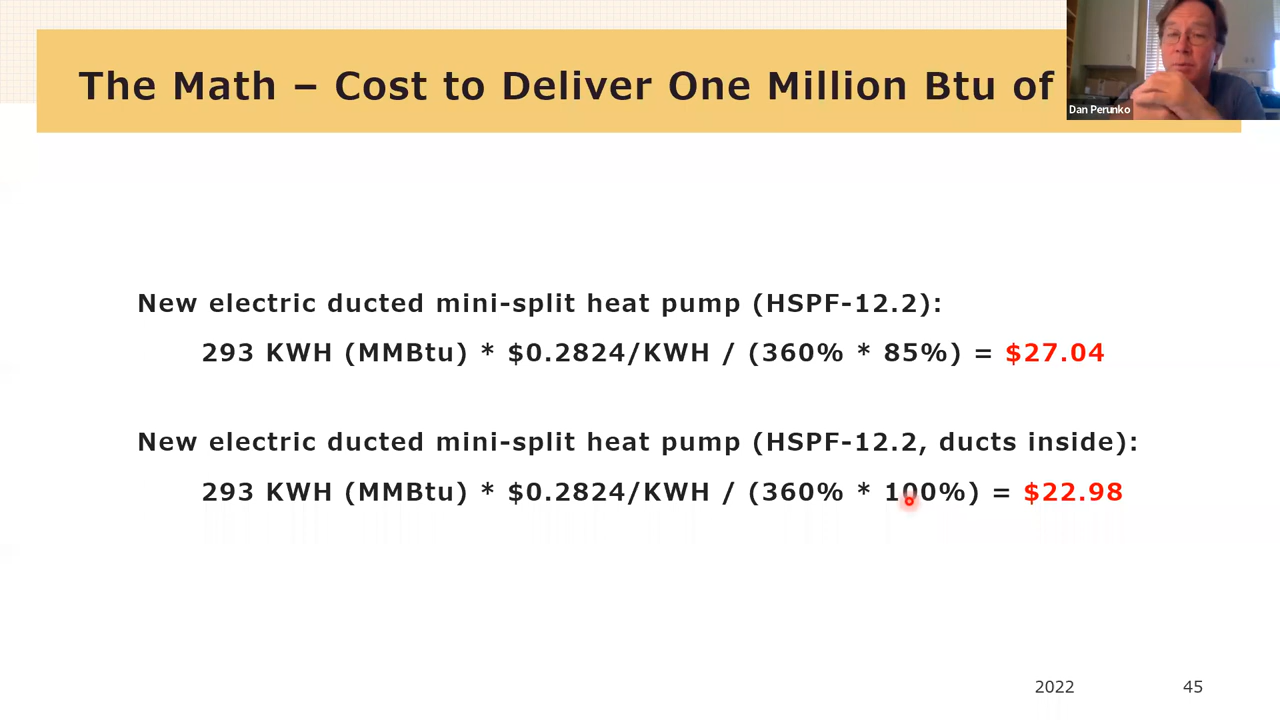 The Math – Cost to Deliver One Million Btu of
Dan Perunko
New electric ducted mini-split heat pump (HSPF-12.2):
293 KWH (MMBtu) * $0.2824/KWH / (360% * 85%) = $27.04
New electric ducted mini-split heat pump (HSPF-12.2, ducts inside):
293 KWH (MMBtu) * $0.2824/KWH / (360% * 100%) = $22.98
2022 45